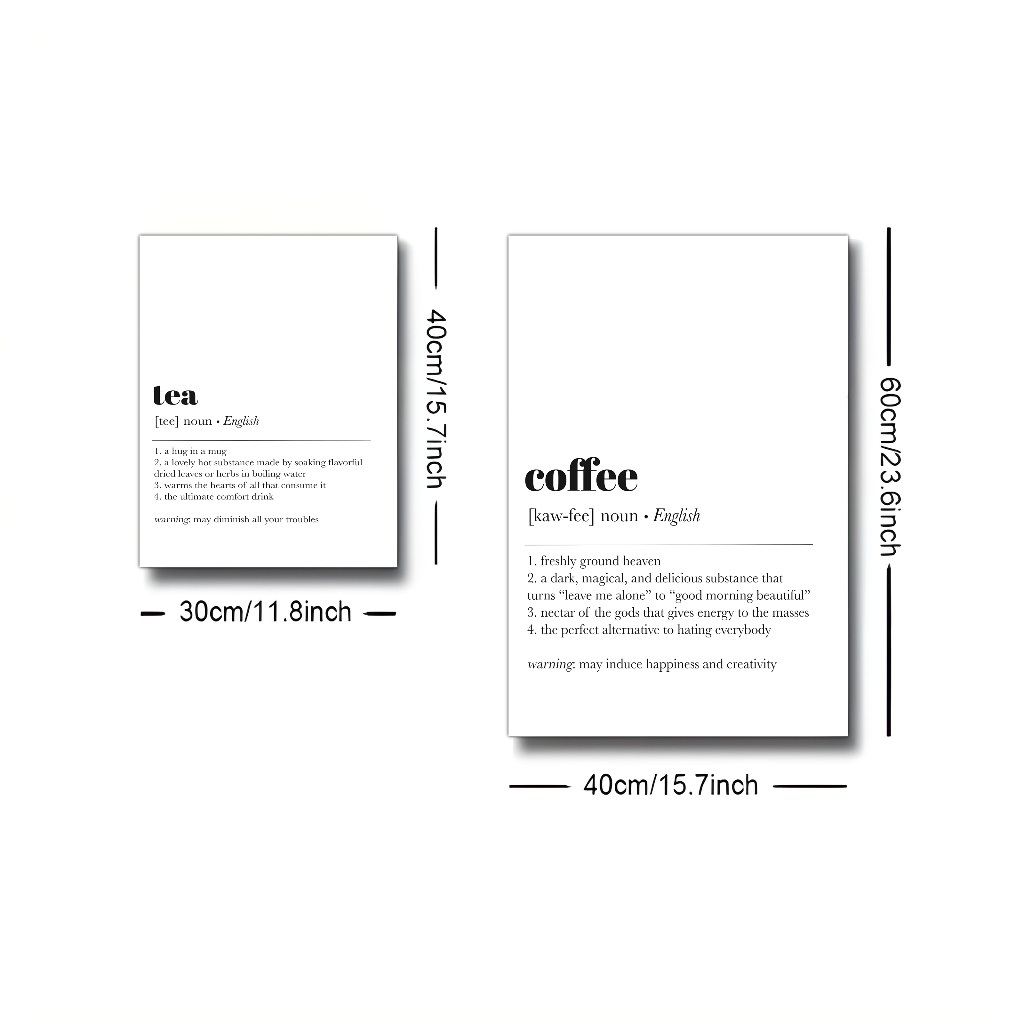 tea
[tee] noun • English
1. a hug in a mug
2. a lovely hot substance made by soaking flavorful
dried leaves or herbs in boiling water
3. warms the hearts of all that consume it
4. the ultimate comfort drink
warning: may diminish all your troubles
40cm/15.7inch
30cm/11.8inch
coffee
[kaw-fee] noun • English
1. freshly ground heaven
2. a dark, magical, and delicious substance that
turns “leave me alone” to “good morning beautiful”
3. nectar of the gods that gives energy to the masses
4. the perfect alternative to hating everybody
warning: may induce happiness and creativity
60cm/23.6inch
40cm/15.7inch